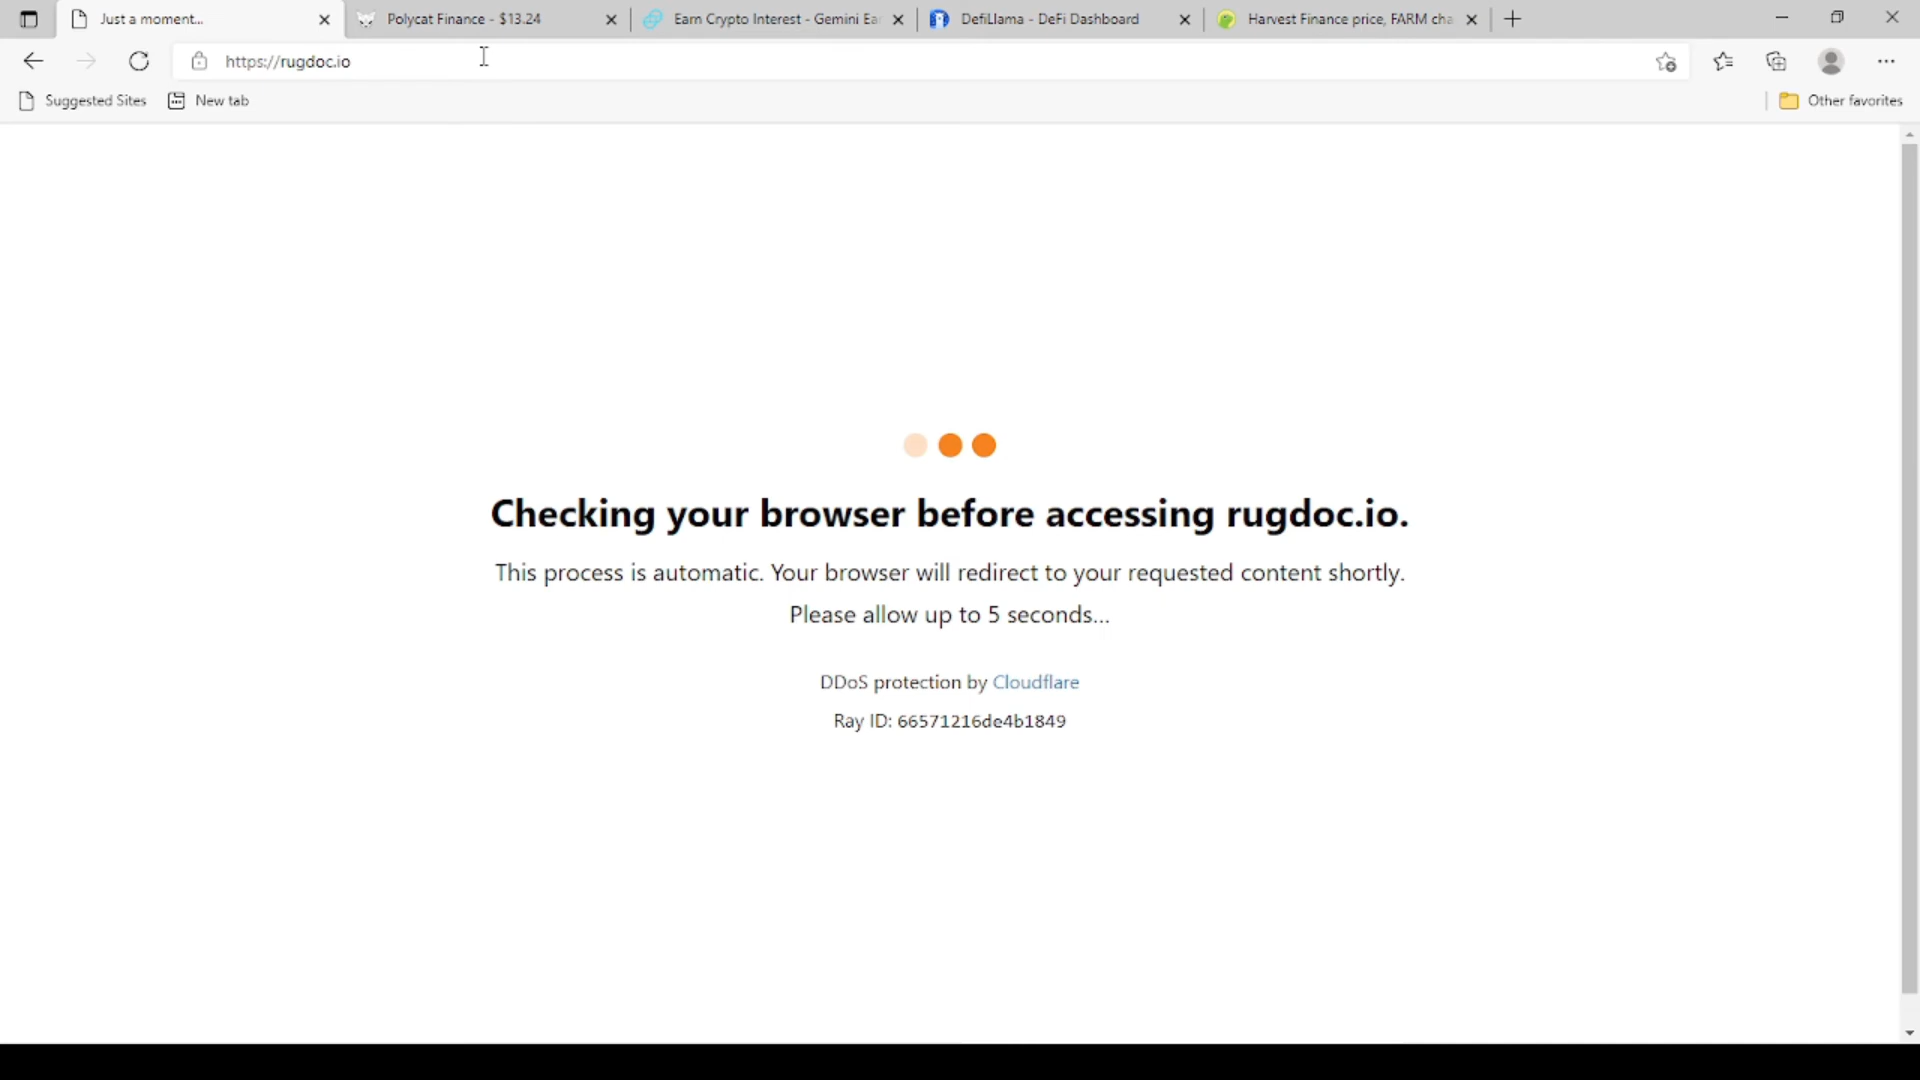 Just a moment...
Polycat Finance - $13.24
Earn Crypto Interest - Gemini Ea
DefiLlama - DeFi Dashboard
Harvest Finance price, FARM cha
https://rugdoc.io
Suggested Sites
New tab
Other favorites
Checking your browser before accessing rugdoc.io.
This process is automatic. Your browser will redirect to your requested content shortly.
Please allow up to 5 seconds...
DDoS protection by Cloudflare
Ray ID: 66571216de4b1849